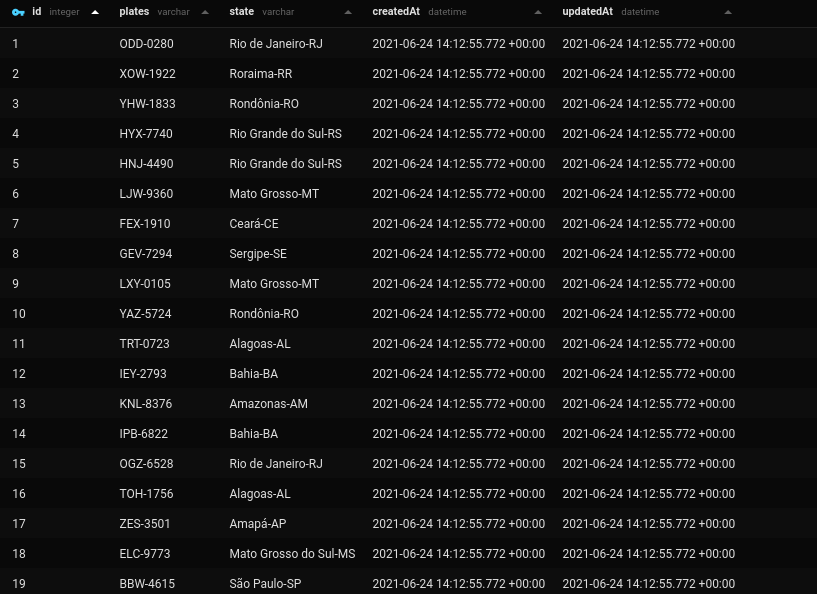 id integer plates varchar state varchar createdAt datetime updatedAt datetime
1 ODD-0280 Rio de Janeiro-RJ 2021-06-24 14:12:55.772 +00:00 2021-06-24 14:12:55.772 +00:00
2 XOW-1922 Roraima-RR 2021-06-24 14:12:55.772 +00:00 2021-06-24 14:12:55.772 +00:00
3 YHW-1833 Rondônia-RO 2021-06-24 14:12:55.772 +00:00 2021-06-24 14:12:55.772 +00:00
4 HYX-7740 Rio Grande do Sul-RS 2021-06-24 14:12:55.772 +00:00 2021-06-24 14:12:55.772 +00:00
5 HNJ-4490 Rio Grande do Sul-RS 2021-06-24 14:12:55.772 +00:00 2021-06-24 14:12:55.772 +00:00
6 LJW-9360 Mato Grosso-MT 2021-06-24 14:12:55.772 +00:00 2021-06-24 14:12:55.772 +00:00
7 FEX-1910 Ceará-CE 2021-06-24 14:12:55.772 +00:00 2021-06-24 14:12:55.772 +00:00
8 GEV-7294 Sergipe-SE 2021-06-24 14:12:55.772 +00:00 2021-06-24 14:12:55.772 +00:00
9 LXY-0105 Mato Grosso-MT 2021-06-24 14:12:55.772 +00:00 2021-06-24 14:12:55.772 +00:00
10 YAZ-5724 Rondônia-RO 2021-06-24 14:12:55.772 +00:00 2021-06-24 14:12:55.772 +00:00
11 TRT-0723 Alagoas-AL 2021-06-24 14:12:55.772 +00:00 2021-06-24 14:12:55.772 +00:00
12 IEY-2793 Bahia-BA 2021-06-24 14:12:55.772 +00:00 2021-06-24 14:12:55.772 +00:00
13 KNL-8376 Amazonas-AM 2021-06-24 14:12:55.772 +00:00 2021-06-24 14:12:55.772 +00:00
14 IPB-6822 Bahia-BA 2021-06-24 14:12:55.772 +00:00 2021-06-24 14:12:55.772 +00:00
15 OGZ-6528 Rio de Janeiro-RJ 2021-06-24 14:12:55.772 +00:00 2021-06-24 14:12:55.772 +00:00
16 TOH-1756 Alagoas-AL 2021-06-24 14:12:55.772 +00:00 2021-06-24 14:12:55.772 +00:00
17 ZES-3501 Amapá-AP 2021-06-24 14:12:55.772 +00:00 2021-06-24 14:12:55.772 +00:00
18 ELC-9773 Mato Grosso do Sul-MS 2021-06-24 14:12:55.772 +00:00 2021-06-24 14:12:55.772 +00:00
19 BBW-4615 São Paulo-SP 2021-06-24 14:12:55.772 +00:00 2021-06-24 14:12:55.772 +00:00